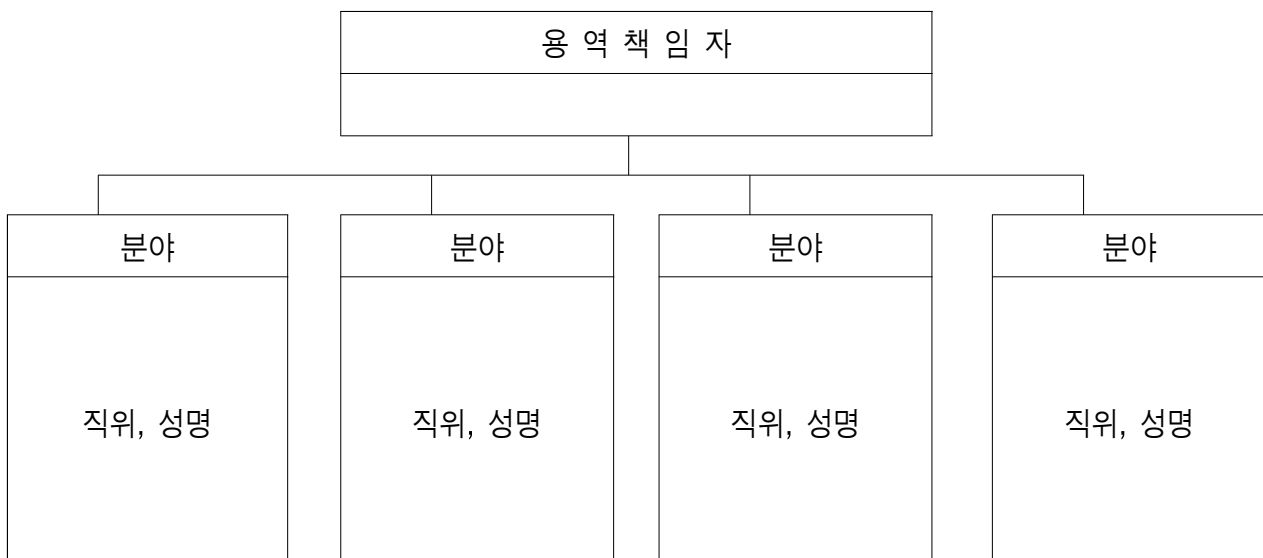 용 역 책 임 자
분야 분야 분야 분야
직위, 성명 직위, 성명 직위, 성명 직위, 성명